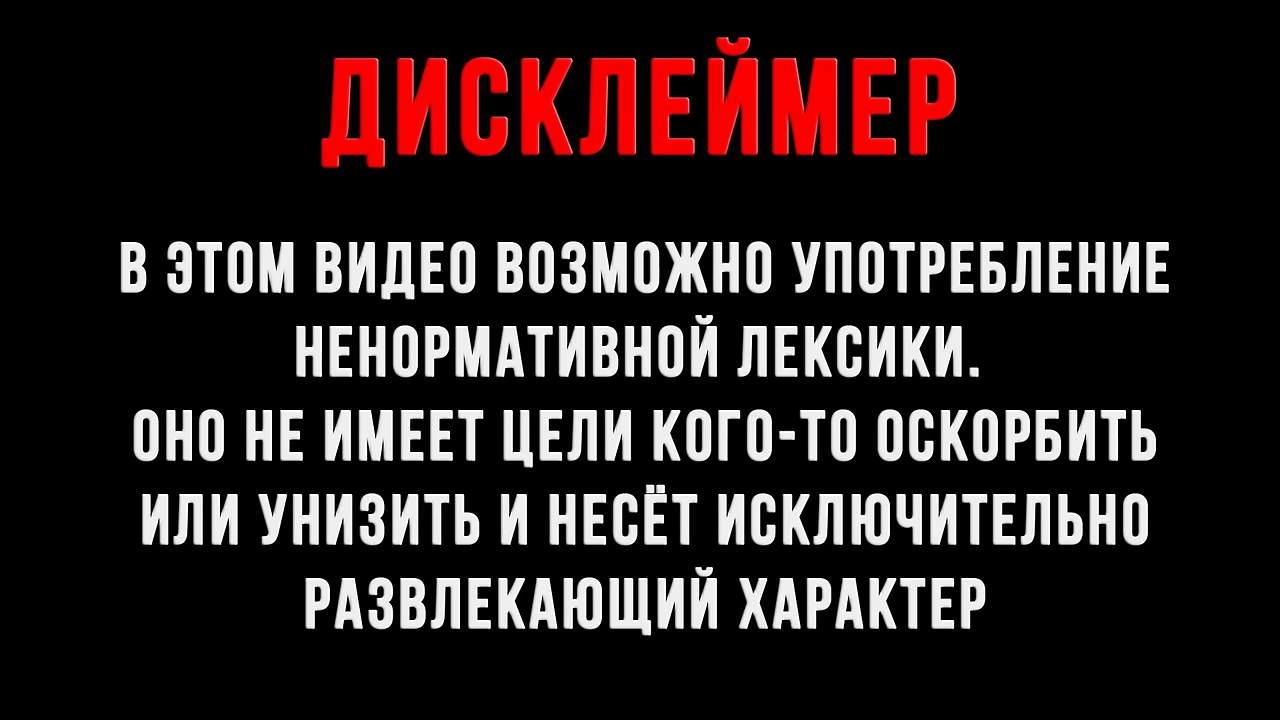 ДИСКЛЕЙМЕР
В ЭТОМ ВИДЕО ВОЗМОЖНО УПОТРЕБЛЕНИЕ
НЕНОРМАТИВНОЙ ЛЕКСИКИ.
ОНО НЕ ИМЕЕТ ЦЕЛИ КОГО-ТО ОСКОРБИТЬ
ИЛИ УНИЗИТЬ И НЕСЁТ ИСКЛЮЧИТЕЛЬНО
РАЗВЛЕКАЮЩИЙ ХАРАКТЕР